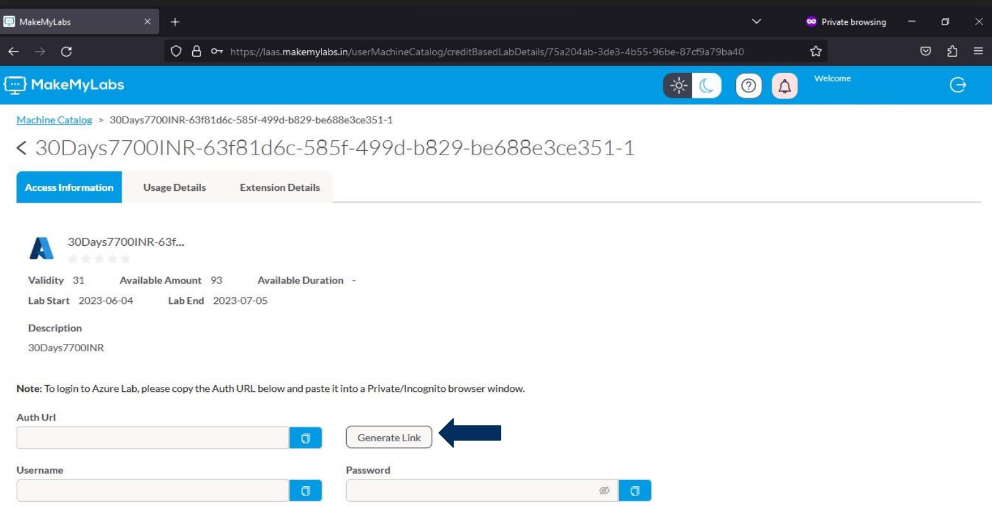 MakeMyLabs
Private browsing
https://laas.makemylabs.in/userMachineCatalog/creditBasedLabDetails/75a204ab-3de3-4b55-96be-87cf9a79ba40
MakeMyLabs
Welcome
Machine Catalog > 30Days7700INR-63f81d6c-585f-499d-b829-be688e3ce351-1
30Days7700INR-63f81d6c-585f-499d-b829-be688e3ce351-1
Access Information Usage Details Extension Details
30Days7700INR-63f...
Validity 31 Available Amount 93 Available Duration -
Lab Start 2023-06-04 Lab End 2023-07-05
Description
30Days7700INR
Note: To login to Azure Lab, please copy the Auth URL below and paste it into a Private/Incognito browser window.
Auth Url
Generate Link
Username Password